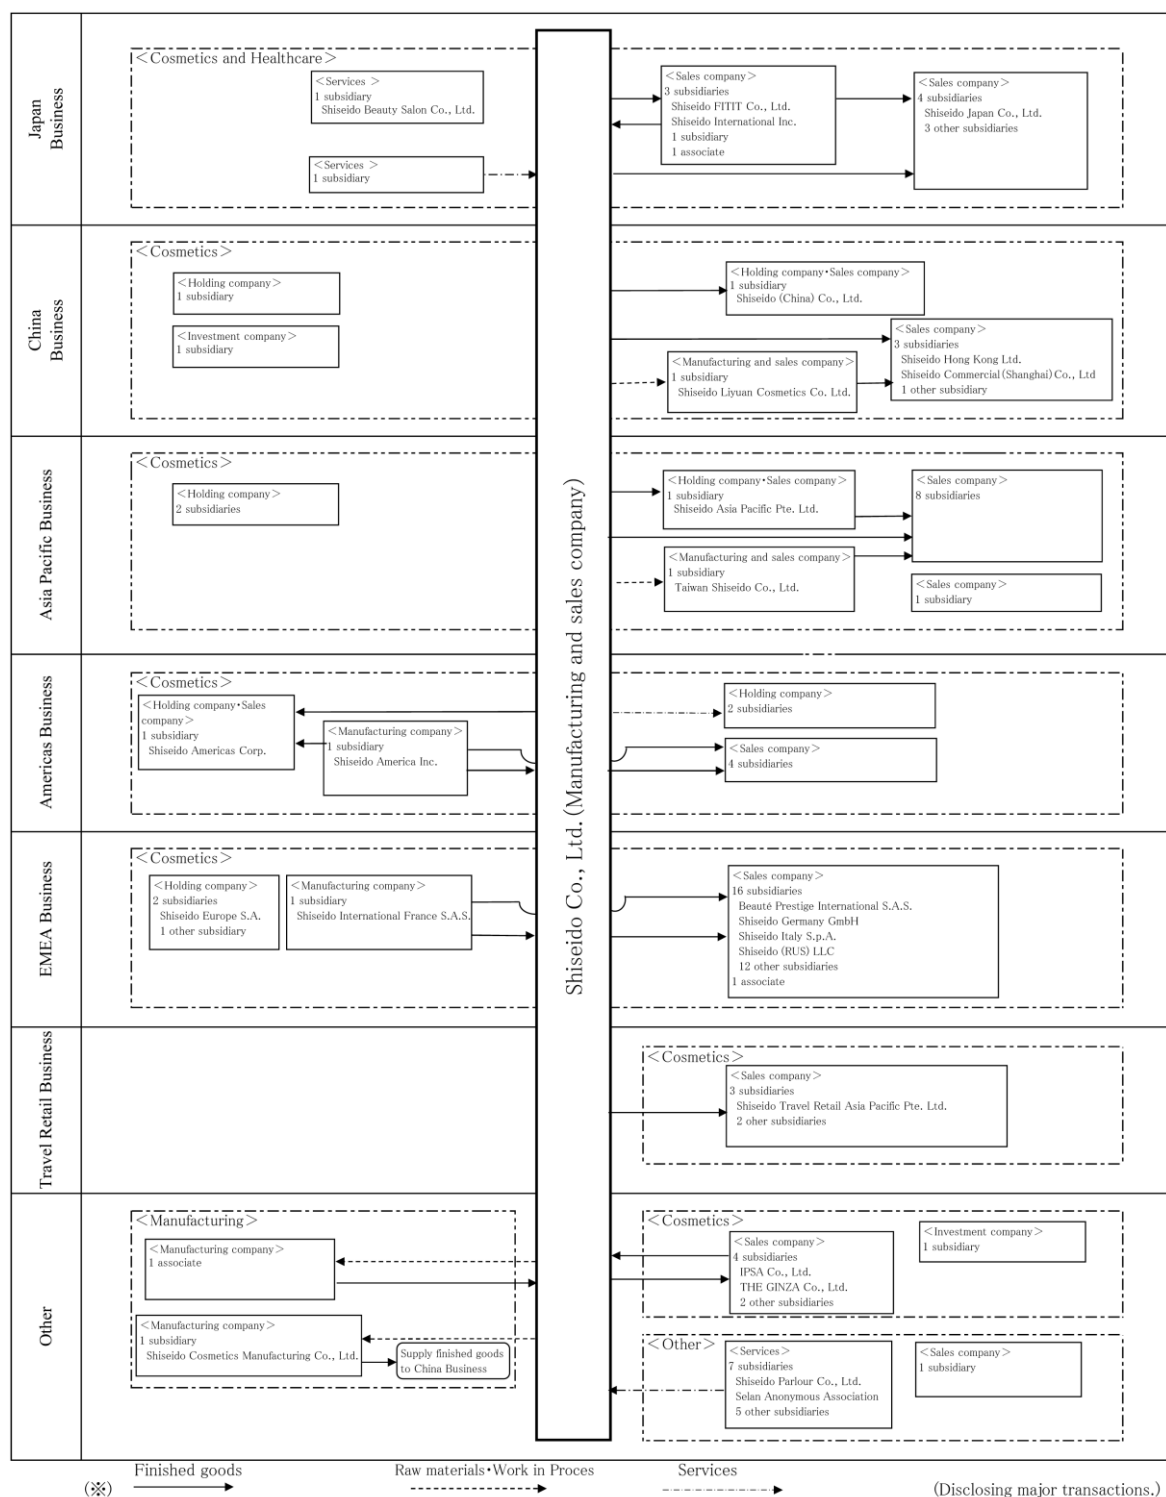 Japan
Business
<Cosmetics and Healthcare>
<Services >
1 subsidiary
Shiseido Beauty Salon Co., Ltd.
<Services >
1 subsidiary
<Sales company>
3 subsidiaries
Shiseido FITIT Co., Ltd.
Shiseido International Inc.
1 subsidiary
1 associate
<Sales company>
4 subsidiaries
Shiseido Japan Co., Ltd.
3 other subsidiaries
Shiseido Co., Ltd. (Manufacturing and sales company)
China
Business
<Cosmetics>
<Holding company>
1 subsidiary
<Investment company>
1 subsidiary
<Holding company・Sales company>
1 subsidiary
Shiseido (China) Co., Ltd.
<Manufacturing and sales company>
1 subsidiary
Shiseido Liyuan Cosmetics Co. Ltd.
<Sales company>
3 subsidiaries
Shiseido Hong Kong Ltd.
Shiseido Commercial(Shanghai)Co., Ltd
1 other subsidiary
Asia Pacific Business
<Cosmetics>
<Holding company>
2 subsidiaries
<Holding company・Sales company>
1 subsidiary
Shiseido Asia Pacific Pte. Ltd.
<Manufacturing and sales company>
1 subsidiary
Taiwan Shiseido Co., Ltd.
<Sales company>
8 subsidiaries
<Sales company>
1 subsidiary
Americas Business
<Cosmetics>
<Holding company・Sales
company>
1 subsidiary
Shiseido Americas Corp.
<Manufacturing company>
1 subsidiary
Shiseido America Inc.
<Holding company>
2 subsidiaries
<Sales company>
4 subsidiaries
EMEA Business
<Cosmetics>
<Holding company>
2 subsidiaries
Shiseido Europe S.A.
1 other subsidiary
<Manufacturing company>
1 subsidiary
Shiseido International France S.A.S.
<Sales company>
16 subsidiaries
Beauté Prestige International S.A.S.
Shiseido Germany GmbH
Shiseido Italy S.p.A.
Shiseido (RUS) LLC
12 other subsidiaries
1 associate
Travel Retail Business
<Cosmetics>
<Sales company>
3 subsidiaries
Shiseido Travel Retail Asia Pacific Pte. Ltd.
2 oher subsidiaries
Other
<Manufacturing>
<Manufacturing company>
1 associate
<Manufacturing company>
1 subsidiary
Shiseido Cosmetics Manufacturing Co., Ltd.
Supply finished goods
to China Business
<Cosmetics>
<Sales company>
4 subsidiaries
IPSA Co., Ltd.
THE GINZA Co., Ltd.
2 other subsidiaries
<Investment company>
1 subsidiary
<Other>
<Services>
7 subsidiaries
Shiseido Parlour Co., Ltd.
Selan Anonymous Association
5 other subsidiaries
<Sales company>
1 subsidiary
(※) Finished goods Raw materials・Work in Proces Services (Disclosing major transactions.)